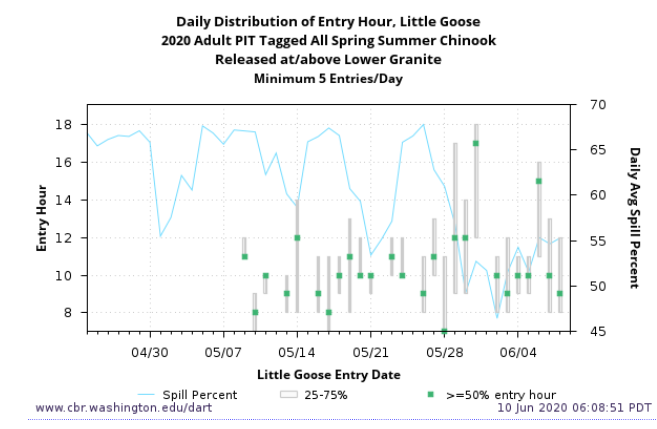 Daily Distribution of Entry Hour, Little Goose
2020 Adult PIT Tagged All Spring Summer Chinook
Released at/above Lower Granite
Minimum 5 Entries/Day
70
18
65
16
60
14
Entry Hour
Daily Avg Spill Percent
12
55
10
50
8
45
04/30 05/07 05/14 05/21 05/28 06/04
Little Goose Entry Date
Spill Percent 25-75% >=50% entry hour
www.cbr.washington.edu/dart 10 Jun 2020 06:08:51 PDT